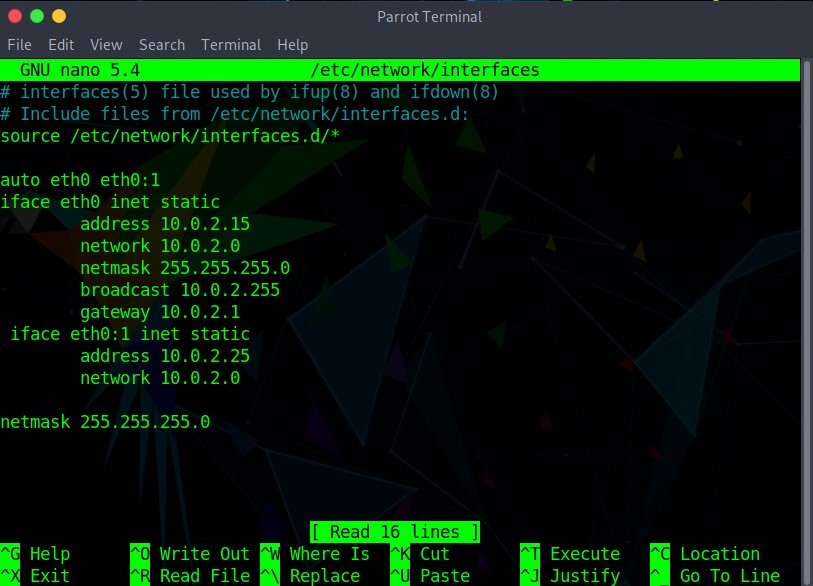 Parrot Terminal
File Edit View Search Terminal Help
GNU nano 5.4 /etc/network/interfaces
# interfaces(5) file used by ifup(8) and ifdown(8)
# Include files from /etc/network/interfaces.d:
source /etc/network/interfaces.d/*
auto eth0 eth0:1
iface eth0 inet static
address 10.0.2.15
network 10.0.2.0
netmask 255.255.255.0
broadcast 10.0.2.255
gateway 10.0.2.1
iface eth0:1 inet static
address 10.0.2.25
network 10.0.2.0
netmask 255.255.255.0
[ Read 16 lines ]
^G Help ^O Write Out ^W Where Is ^K Cut ^T Execute ^C Location
^X Exit ^R Read File ^\ Replace ^U Paste ^J Justify ^_ Go To Line